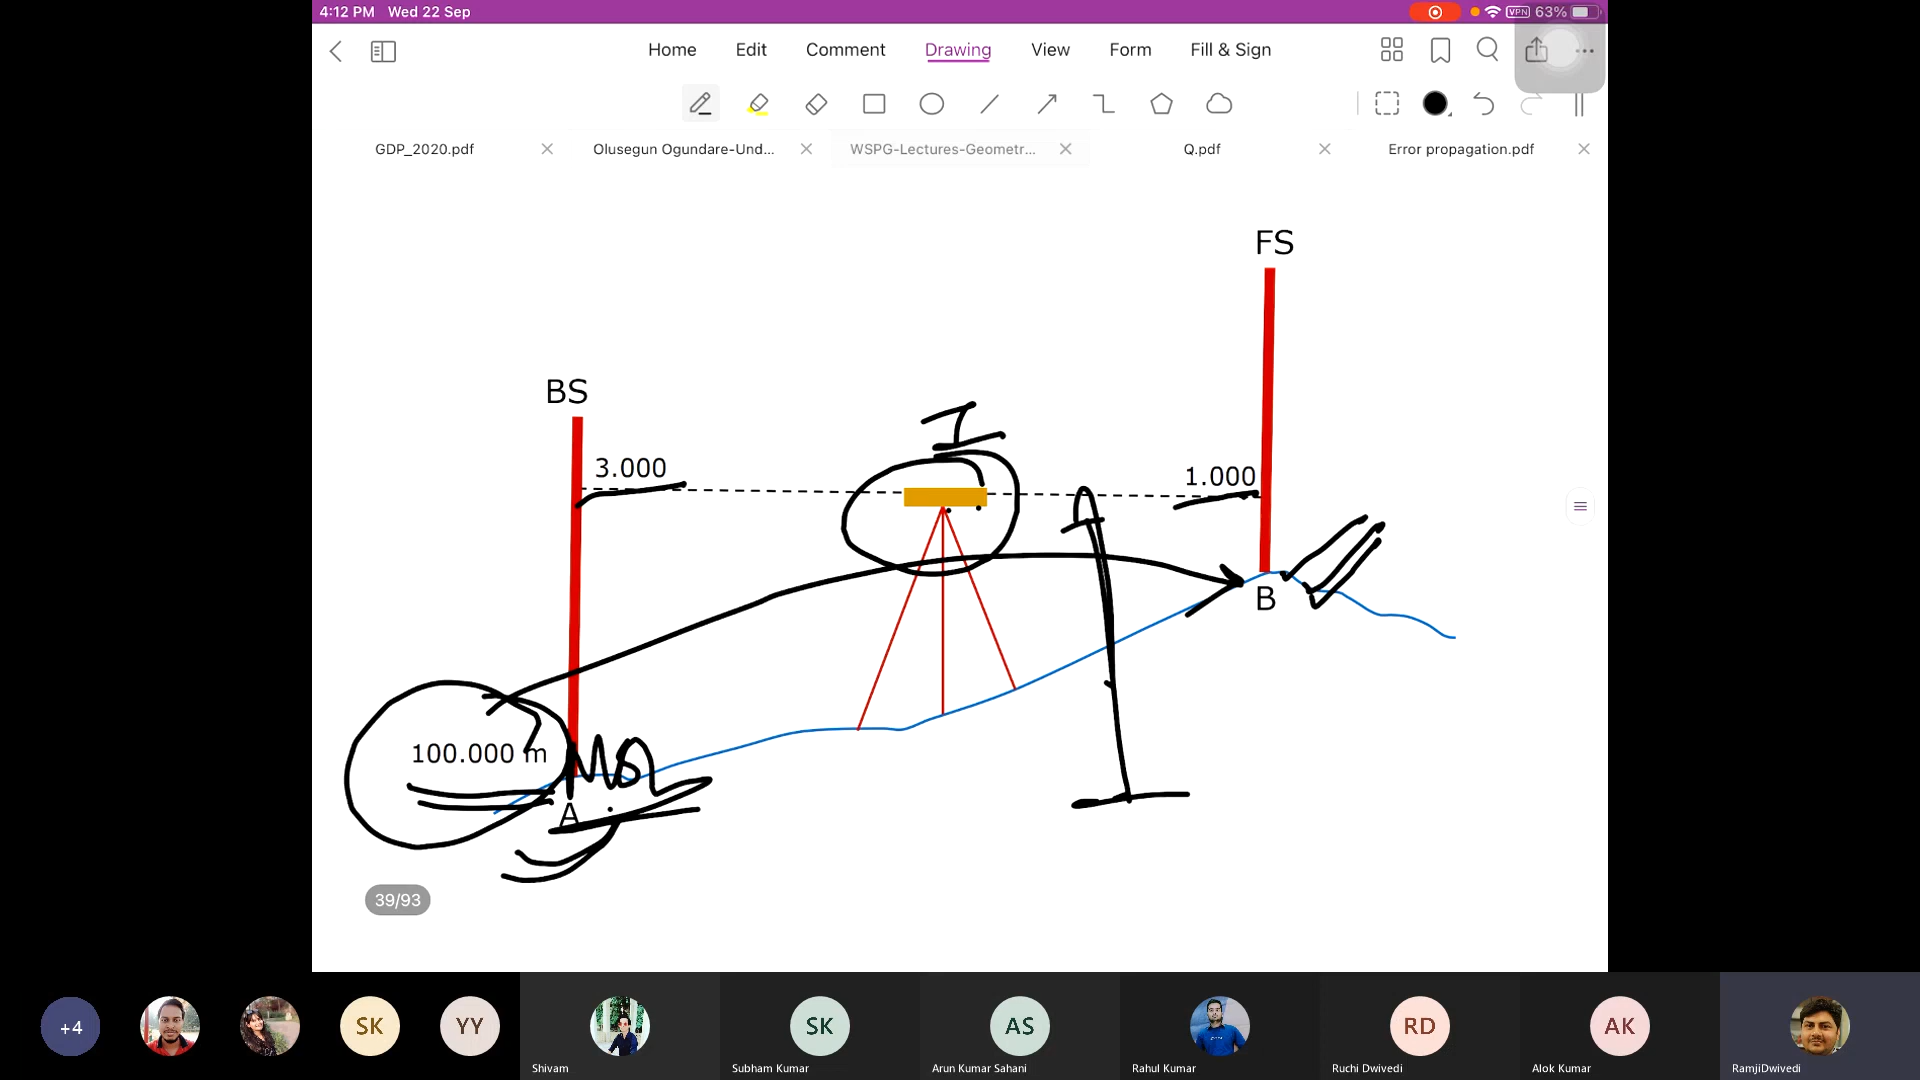 4:12 PM Wed 22 Sep
VPN 63%
Home Edit Comment Drawing View Form Fill & Sign
GDP_2020.pdf
Olusegun Ogundare-Und...
WSPG-Lectures-Geometr...
Q.pdf
Error propagation.pdf
FS
BS
I
3.000
1.000
B
100.000 m
A
39/93
+4
SK
YY
SK
AS
RD
AK
Shivam
Subham Kumar
Arun Kumar Sahani
Rahul Kumar
Ruchi Dwivedi
Alok Kumar
RamjiDwivedi